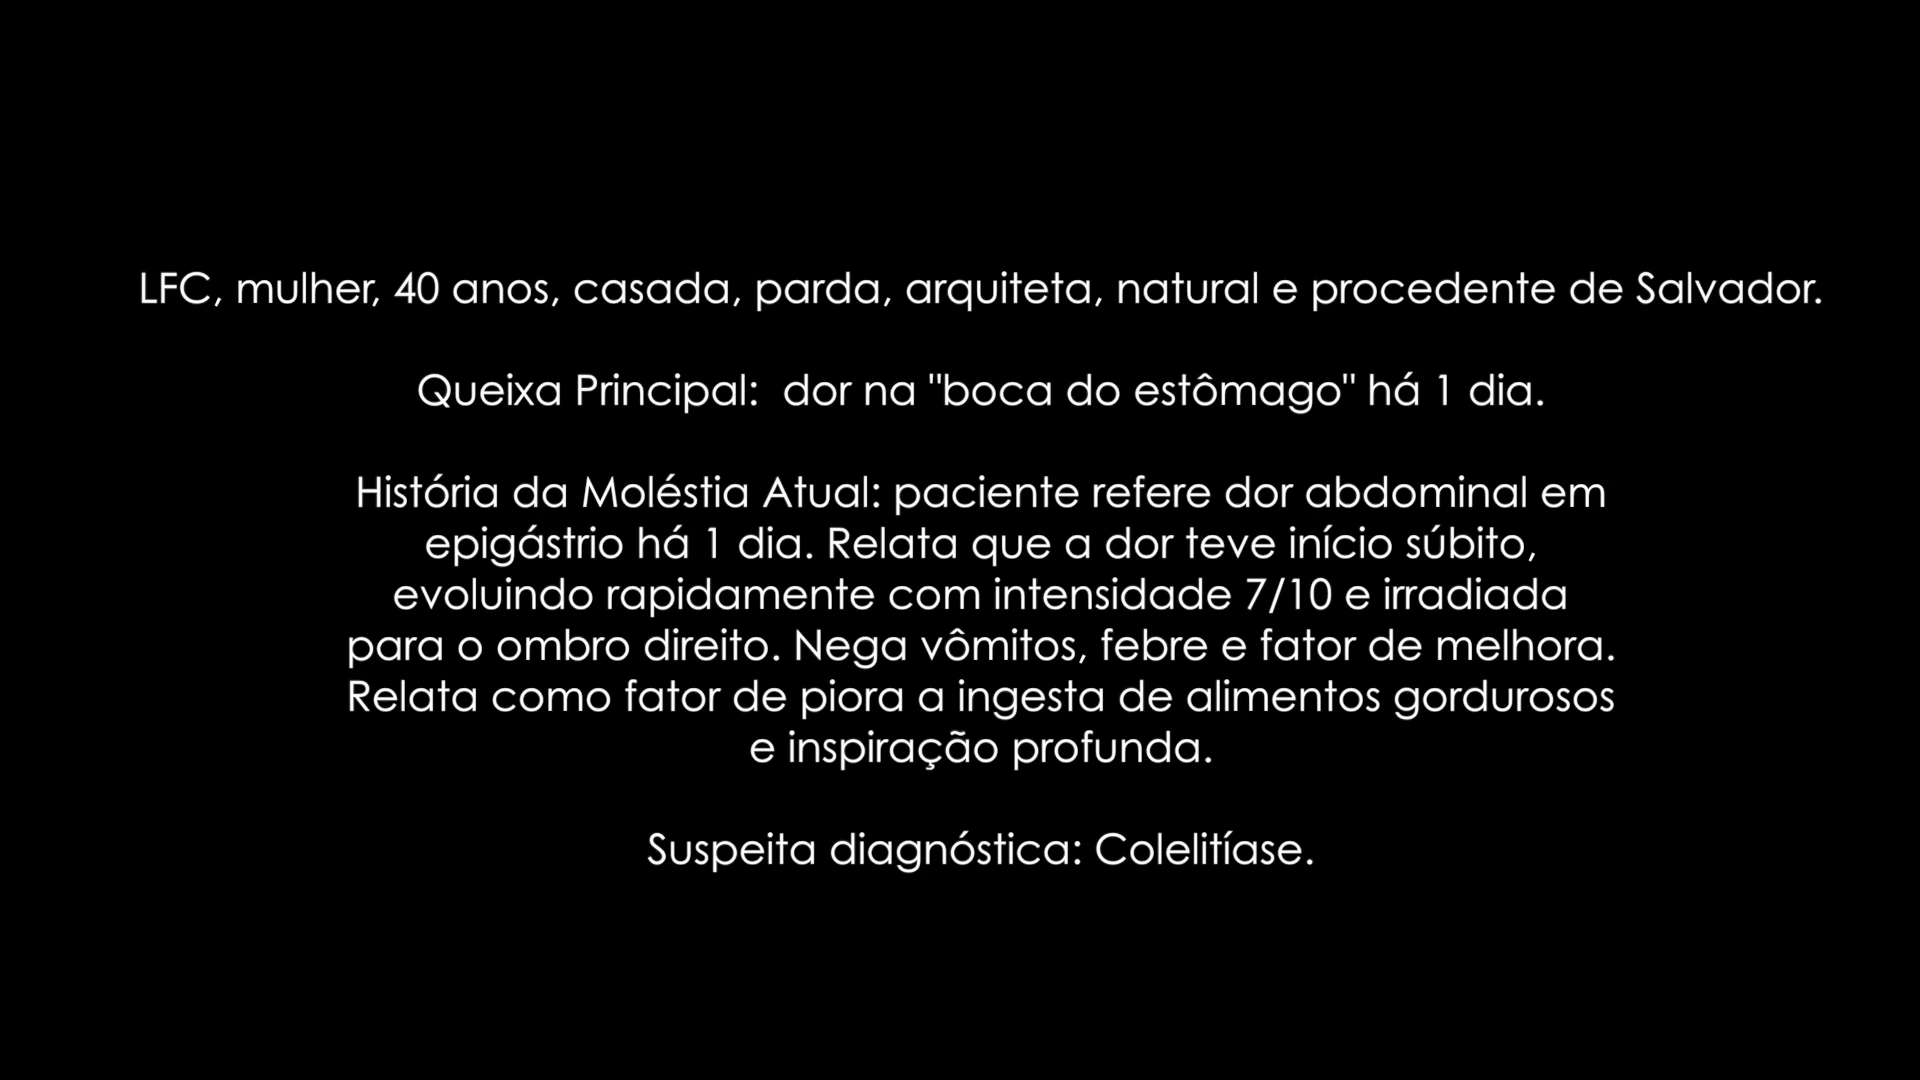 LFC, mulher, 40 anos, casada, parda, arquiteta, natural e procedente de Salvador.
Queixa Principal:  dor na "boca do estômago" há 1 dia.
História da Moléstia Atual: paciente refere dor abdominal em
epigástrio há 1 dia. Relata que a dor teve início súbito,
evoluindo rapidamente com intensidade 7/10 e irradiada
para o ombro direito. Nega vômitos, febre e fator de melhora.
Relata como fator de piora a ingesta de alimentos gordurosos
e inspiração profunda.
Suspeita diagnóstica: Colelitíase.